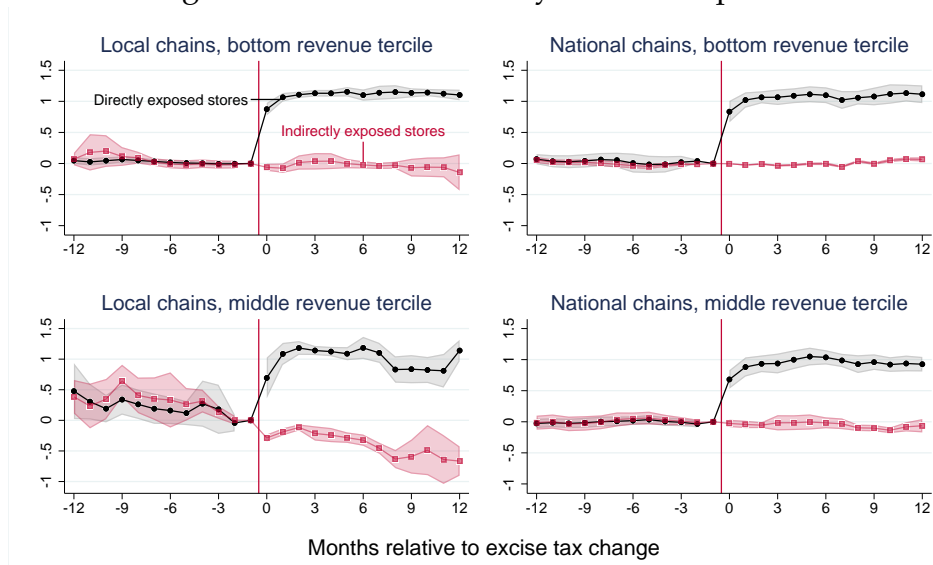 Local chains, bottom revenue tercile
1.5
1
.5
0
-.5
-1
Directly exposed stores
Indirectly exposed stores
-12 -9 -6 -3 0 3 6 9 12
National chains, bottom revenue tercile
1.5
1
.5
0
-.5
-1
-12 -9 -6 -3 0 3 6 9 12
Local chains, middle revenue tercile
1.5
1
.5
0
-.5
-1
-12 -9 -6 -3 0 3 6 9 12
National chains, middle revenue tercile
1.5
1
.5
0
-.5
-1
-12 -9 -6 -3 0 3 6 9 12
Months relative to excise tax change